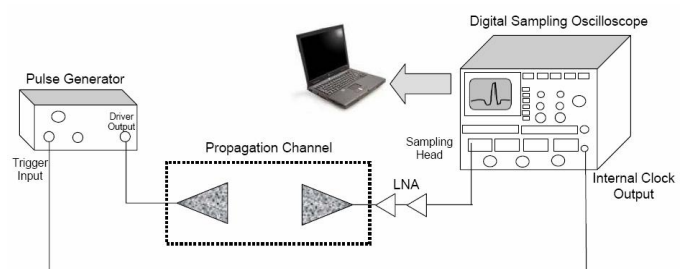 Digital Sampling Oscilloscope
Pulse Generator
Driver
Output
Trigger
Input
Propagation Channel
Sampling
Head
LNA
Internal Clock
Output